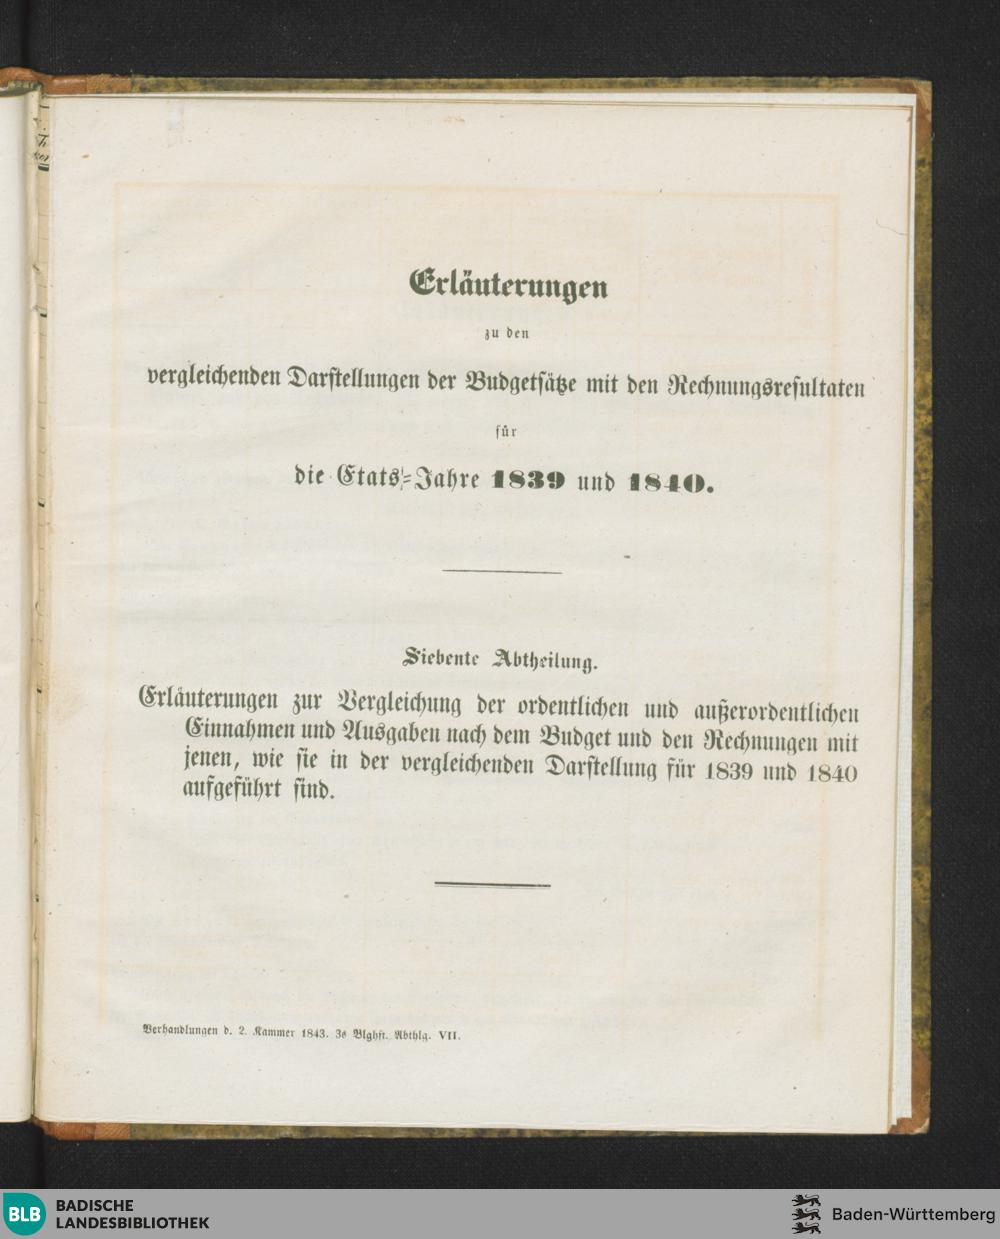 Erläuterungen
zu den
vergleichenden Darstellungen der Budgetsätze mit den Rechnungsresultaten
für
die Etats-Jahre 1839 und 1840.
Siebente Abtheilung.
Erläuterungen zur Vergleichung der ordentlichen und außerordentlichen
Einnahmen und Ausgaben nach dem Budget und den Rechnungen mit
jenen, wie sie in der vergleichenden Darstellung für 1839 und 1840
aufgeführt sind.
Verhandlungen d. 2. Kammer 1843. 3s Blghft. Abthlg. VII.
BLB BADISCHE
LANDESBIBLIOTHEK
Baden-Württemberg